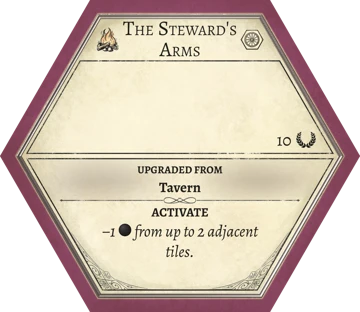 The Steward's
Arms
10
UPGRADED FROM
Tavern
ACTIVATE
–1 from up to 2 adjacent
tiles.